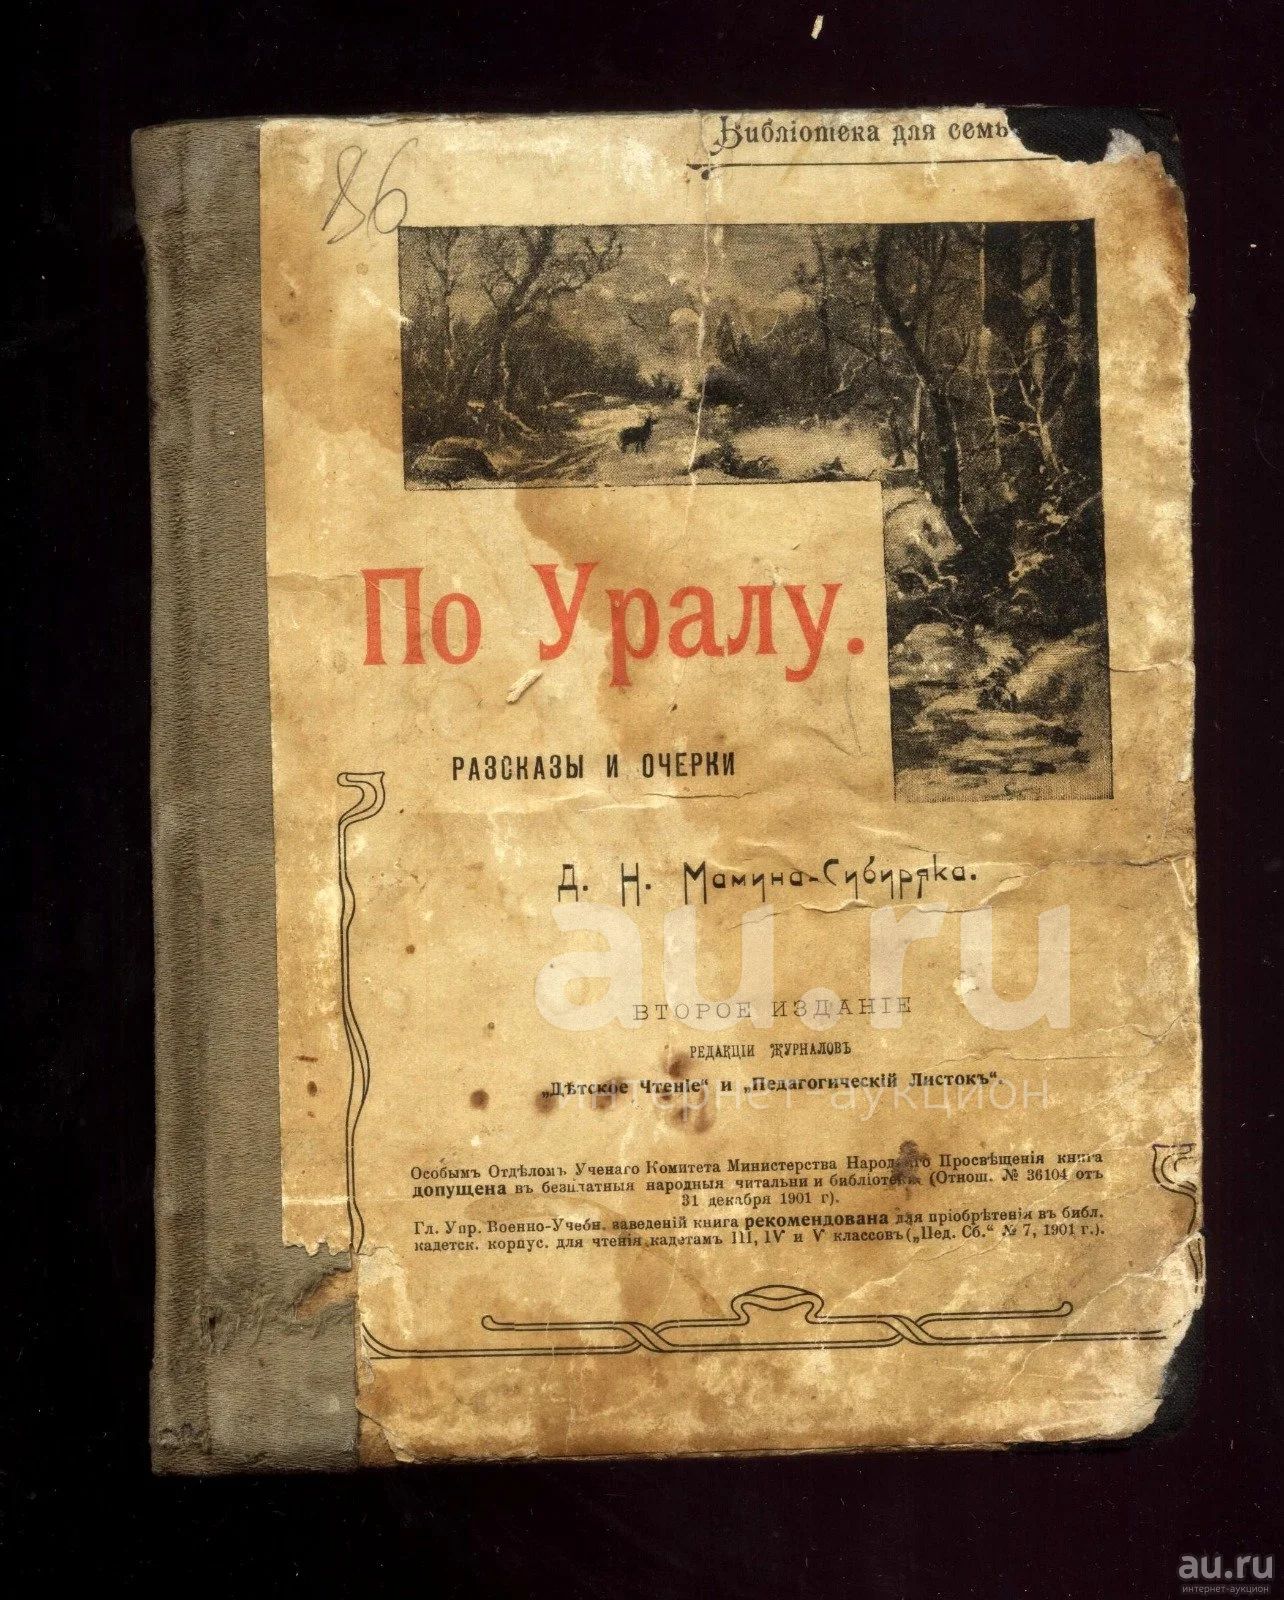 Библіотека для семь
86
По Уралу.
РАЗСКАЗЫ И ОЧЕРКИ
Д. Н. Мамина-Сибиряка.
au.ru
ВТОРОЕ ИЗДАНІЕ
РЕДАКЦІИ ЖУРНАЛОВЪ
„Дѣтское Чтеніе“ и „Педагогическій Листокъ“.
интернет-аукцион
Особымъ Отдѣломъ Ученаго Комитета Министерства Народнаго Просвѣщенія книга
допущена въ безплатныя народныя читальни и библіотеки (Отнош. № 36104 отъ
31 декабря 1901 г).
Гл. Упр. Военно-Учебн. заведеній книга рекомендована для пріобрѣтенія въ библ.
кадетск. корпус. для чтенія кадетамъ III, IV и V классовъ („Пед. Сб.“ № 7, 1901 г.).
au.ru
интернет-аукцион